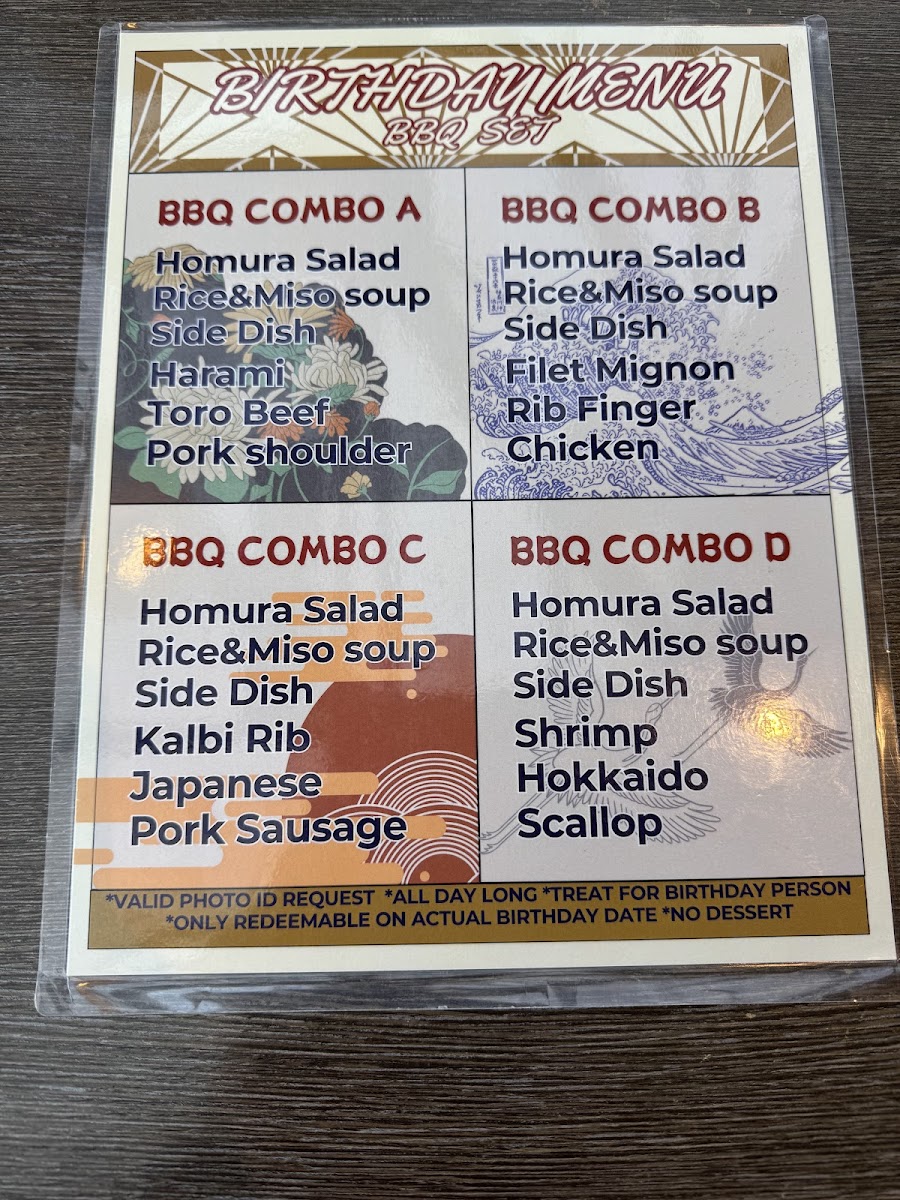 BIRTHDAY MENU
BBQ SET
BBQ COMBO A
Homura Salad
Rice&Miso soup
Side Dish
Harami
Toro Beef
Pork shoulder
BBQ COMBO B
Homura Salad
Rice&Miso soup
Side Dish
Filet Mignon
Rib Finger
Chicken
BBQ COMBO C
Homura Salad
Rice&Miso soup
Side Dish
Kalbi Rib
Japanese
Pork Sausage
BBQ COMBO D
Homura Salad
Rice&Miso soup
Side Dish
Shrimp
Hokkaido
Scallop
*VALID PHOTO ID REQUEST *ALL DAY LONG *TREAT FOR BIRTHDAY PERSON
*ONLY REDEEMABLE ON ACTUAL BIRTHDAY DATE *NO DESSERT